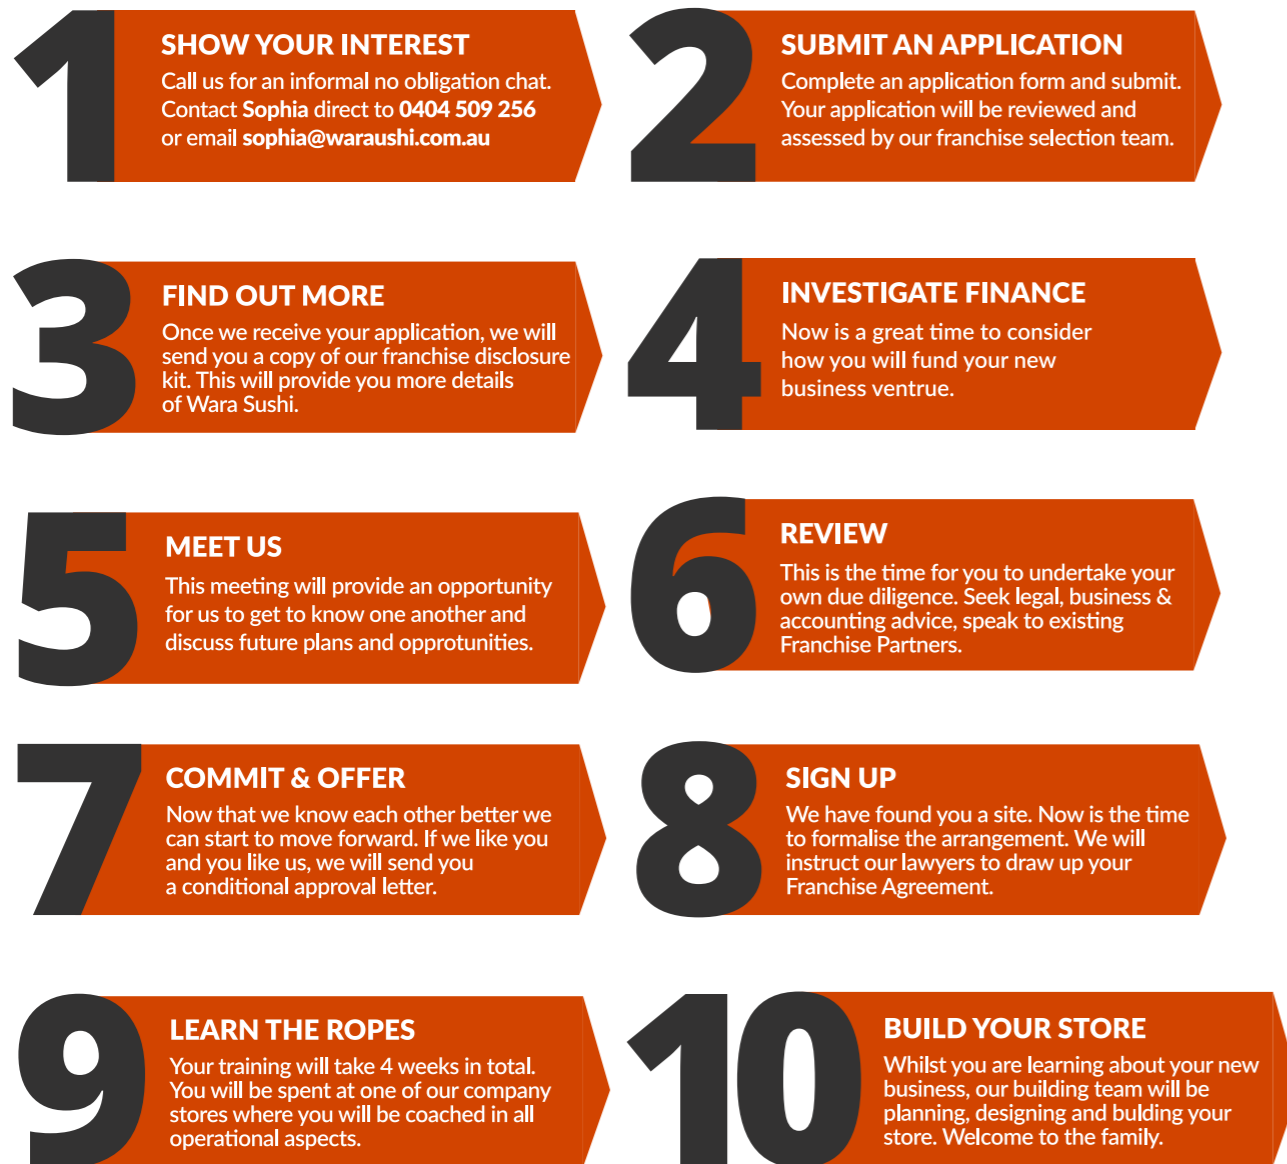 1
SHOW YOUR INTEREST
Call us for an informal no obligation chat.
Contact Sophia direct to 0404 509 256
or email sophia@waraushi.com.au
2
SUBMIT AN APPLICATION
Complete an application form and submit.
Your application will be reviewed and
assessed by our franchise selection team.
3
FIND OUT MORE
Once we receive your application, we will
send you a copy of our franchise disclosure
kit. This will provide you more details
of Wara Sushi.
4
INVESTIGATE FINANCE
Now is a great time to consider
how you will fund your new
business ventrue.
5
MEET US
This meeting will provide an opportunity
for us to get to know one another and
discuss future plans and opprotunities.
6
REVIEW
This is the time for you to undertake your
own due diligence. Seek legal, business &
accounting advice, speak to existing
Franchise Partners.
7
COMMIT & OFFER
Now that we know each other better we
can start to move forward. If we like you
and you like us, we will send you
a conditional approval letter.
8
SIGN UP
We have found you a site. Now is the time
to formalise the arrangement. We will
instruct our lawyers to draw up your
Franchise Agreement.
9
LEARN THE ROPES
Your training will take 4 weeks in total.
You will be spent at one of our company
stores where you will be coached in all
operational aspects.
10
BUILD YOUR STORE
Whilst you are learning about your new
business, our building team will be
planning, designing and bulding your
store. Welcome to the family.